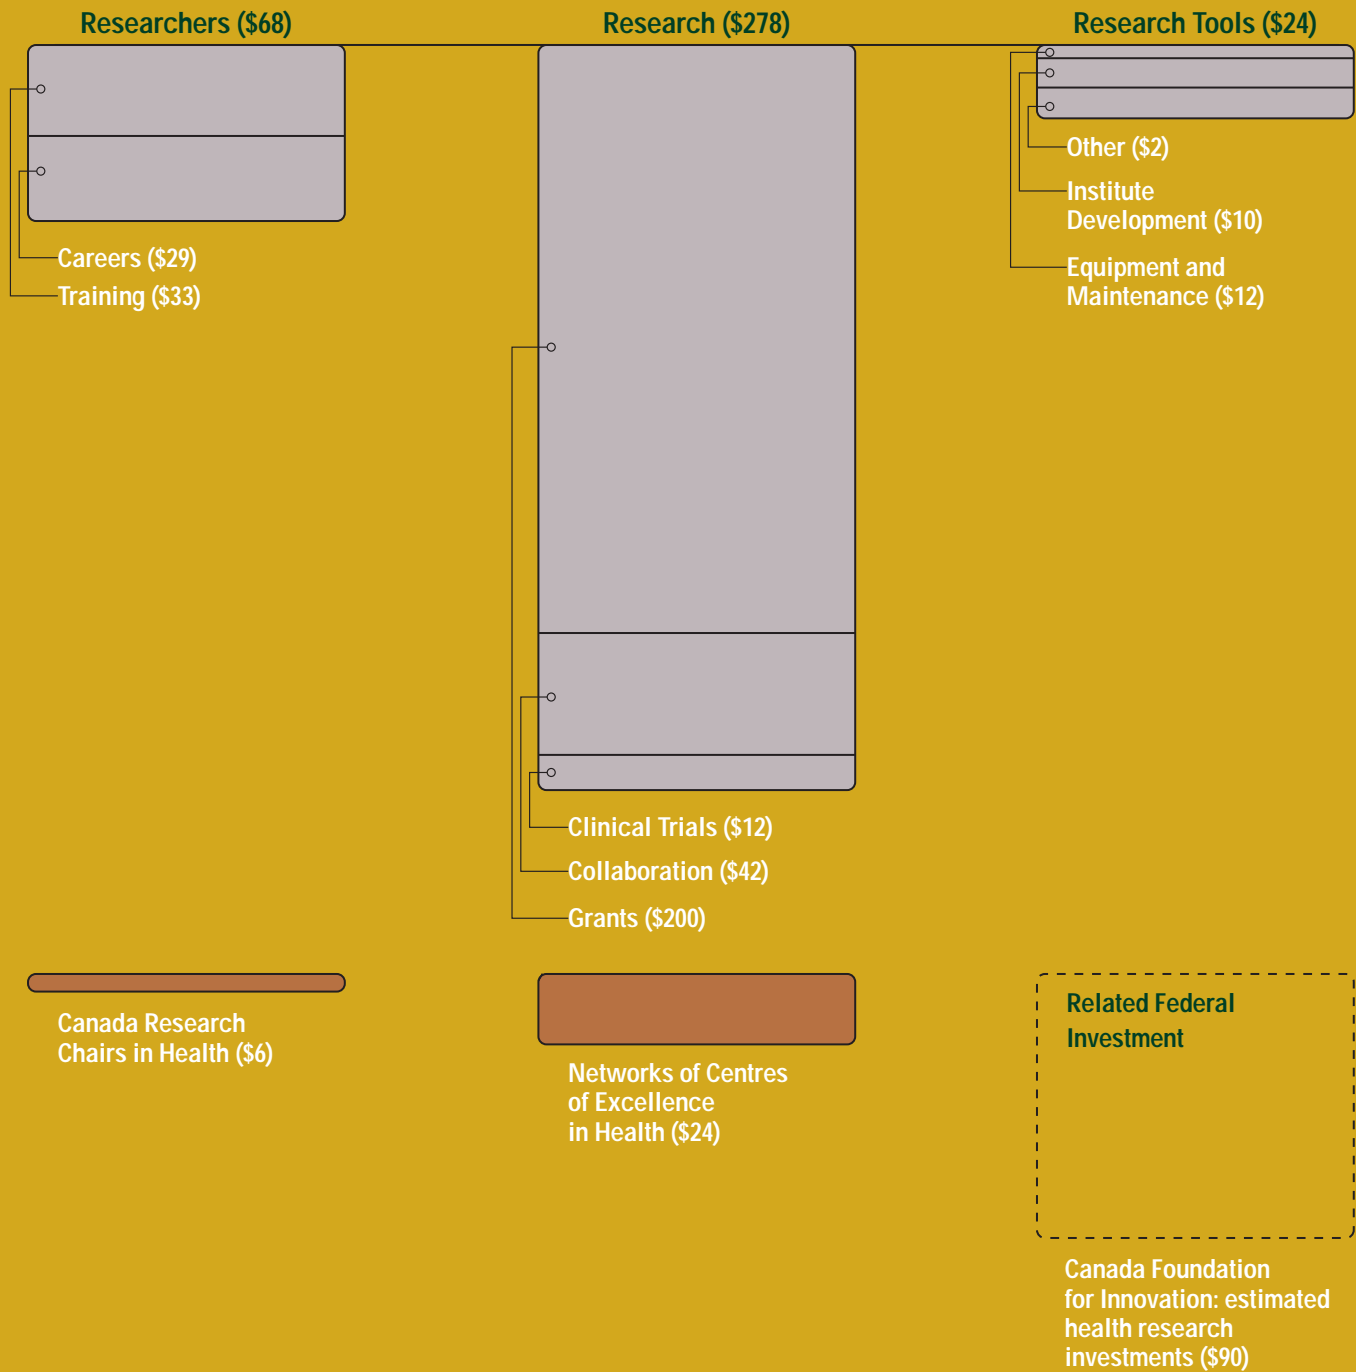 Researchers ($68)
Careers ($29)
Training ($33)
Canada Research
Chairs in Health ($6)
Research ($278)
Clinical Trials ($12)
Collaboration ($42)
Grants ($200)
Networks of Centres
of Excellence
in Health ($24)
Research Tools ($24)
Other ($2)
Institute
Development ($10)
Equipment and
Maintenance ($12)
Related Federal
Investment
Canada Foundation
for Innovation: estimated
health research
investments ($90)